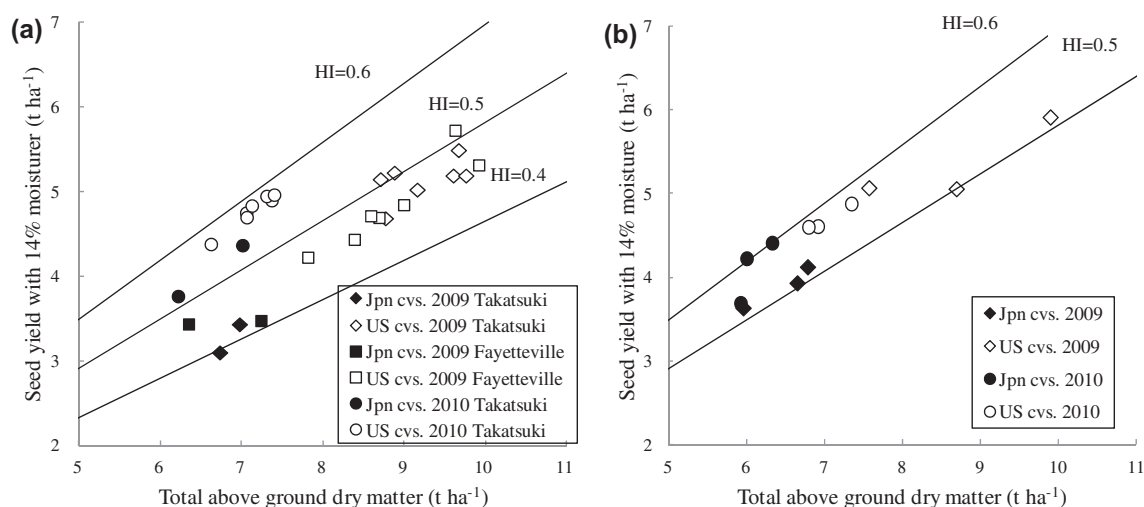 (a)
Seed yield with 14% moisturer (t ha⁻¹)
7
6
5
4
3
2
HI=0.6
HI=0.5
HI=0.4
Jpn cvs. 2009 Takatsuki
US cvs. 2009 Takatsuki
Jpn cvs. 2009 Fayetteville
US cvs. 2009 Fayetteville
Jpn cvs. 2010 Takatsuki
US cvs. 2010 Takatsuki
5 6 7 8 9 10 11
Total above ground dry matter (t ha⁻¹)
(b)
Seed yield with 14% moisture (t ha⁻¹)
7
6
5
4
3
2
HI=0.6
HI=0.5
Jpn cvs. 2009
US cvs. 2009
Jpn cvs. 2010
US cvs. 2010
5 6 7 8 9 10 11
Total above ground dry matter (t ha⁻¹)